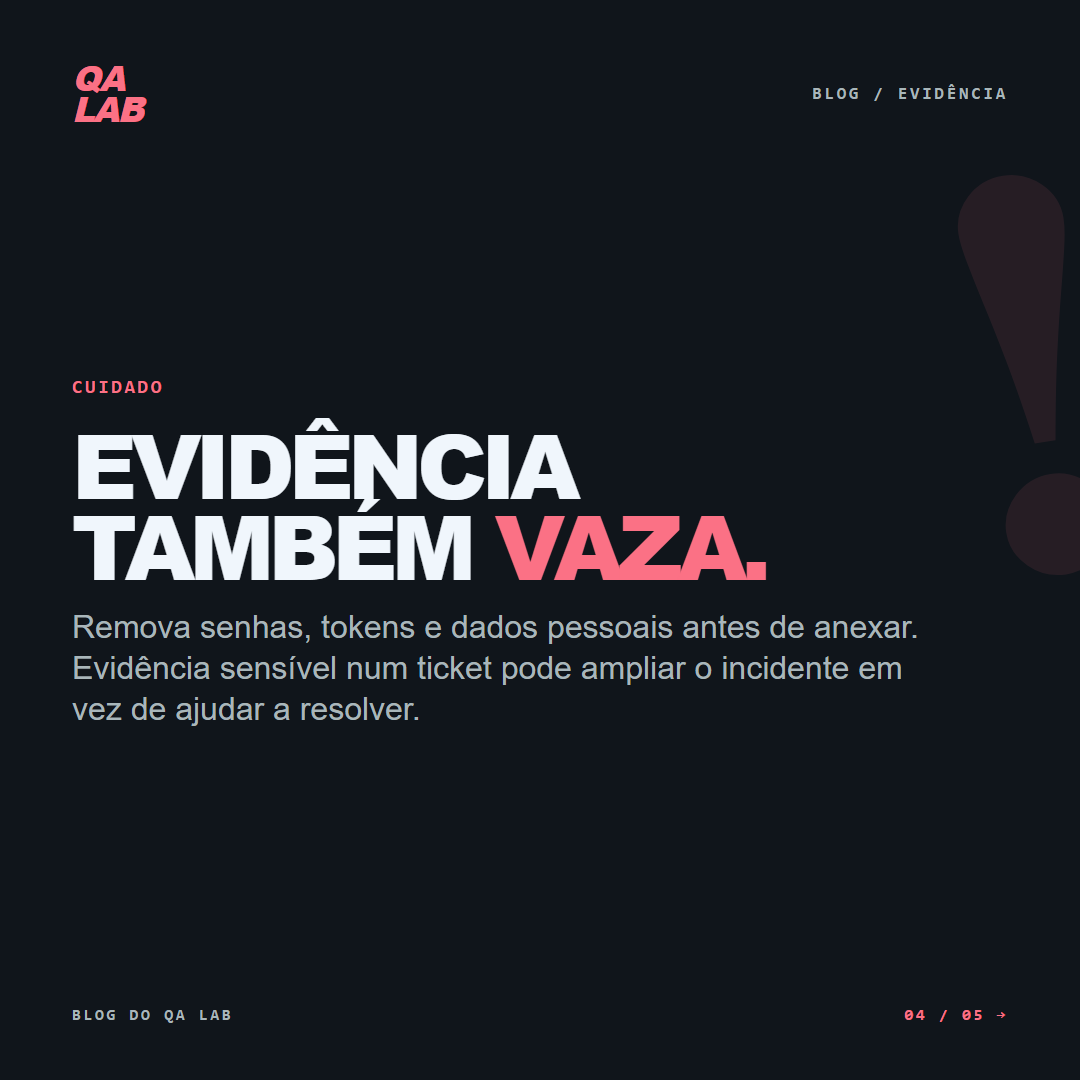 QA
LAB
BLOG / EVIDÊNCIA
!
CUIDADO
EVIDÊNCIA
TAMBÉM VAZA.
Remova senhas, tokens e dados pessoais antes de anexar.
Evidência sensível num ticket pode ampliar o incidente em
vez de ajudar a resolver.
BLOG DO QA LAB
04 / 05 →